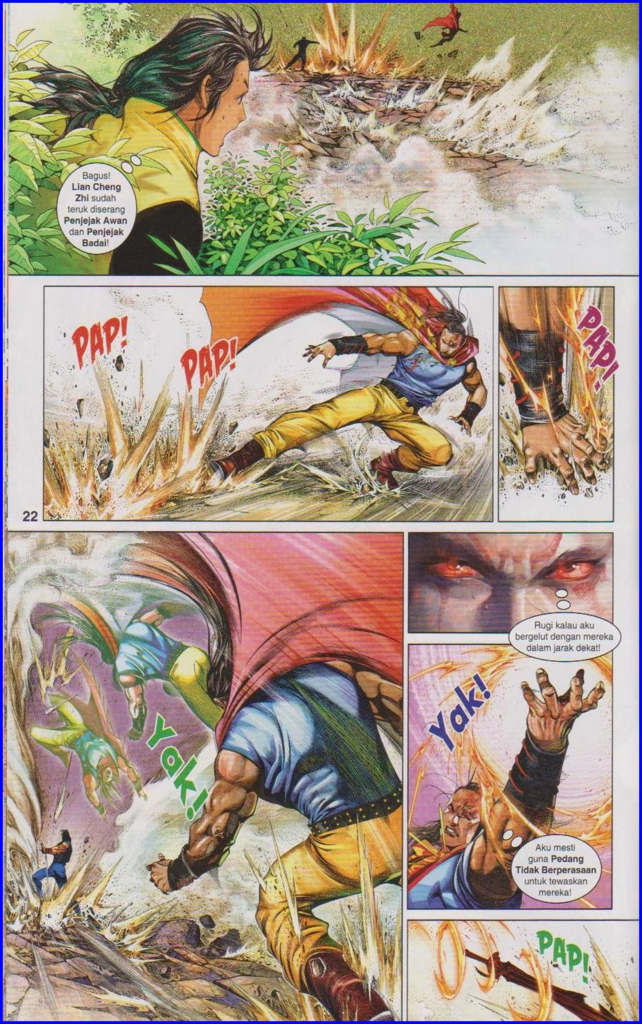 Bagus!
Lian Cheng
Zhi sudah
teruk diserang
Penjejak Awan
dan Penjejak
Badai!
PAP!
PAP!
PAP!
22
Rugi kalau aku
bergelut dengan mereka
dalam jarak dekat!
Yak!
Yak!
Aku mesti
guna Pedang
Tidak Berperasaan
untuk tewaskan
mereka!
PAP!